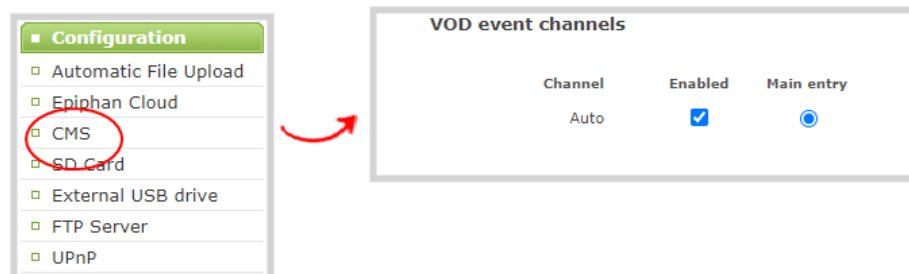 Configuration
Automatic File Upload
Epiphan Cloud
CMS
SD Card
External USB drive
FTP Server
UPnP
VOD event channels
Channel Enabled Main entry
Auto